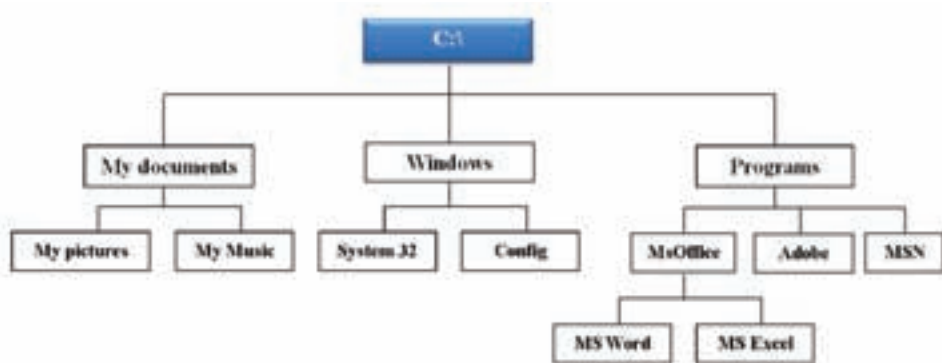 C:\
My documents
Windows
Programs
My pictures
My Music
System 32
Config
MsOffice
Adobe
MSN
MS Word
MS Excel